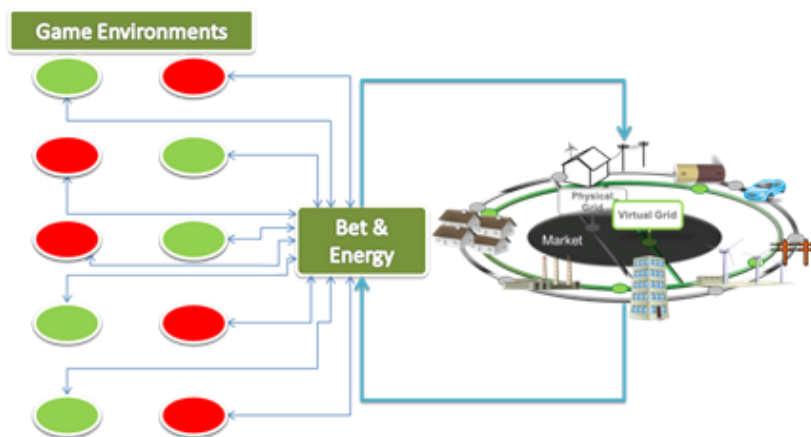 Game Environments
Bet &
Energy
Physical
Grid
Virtual Grid
Market